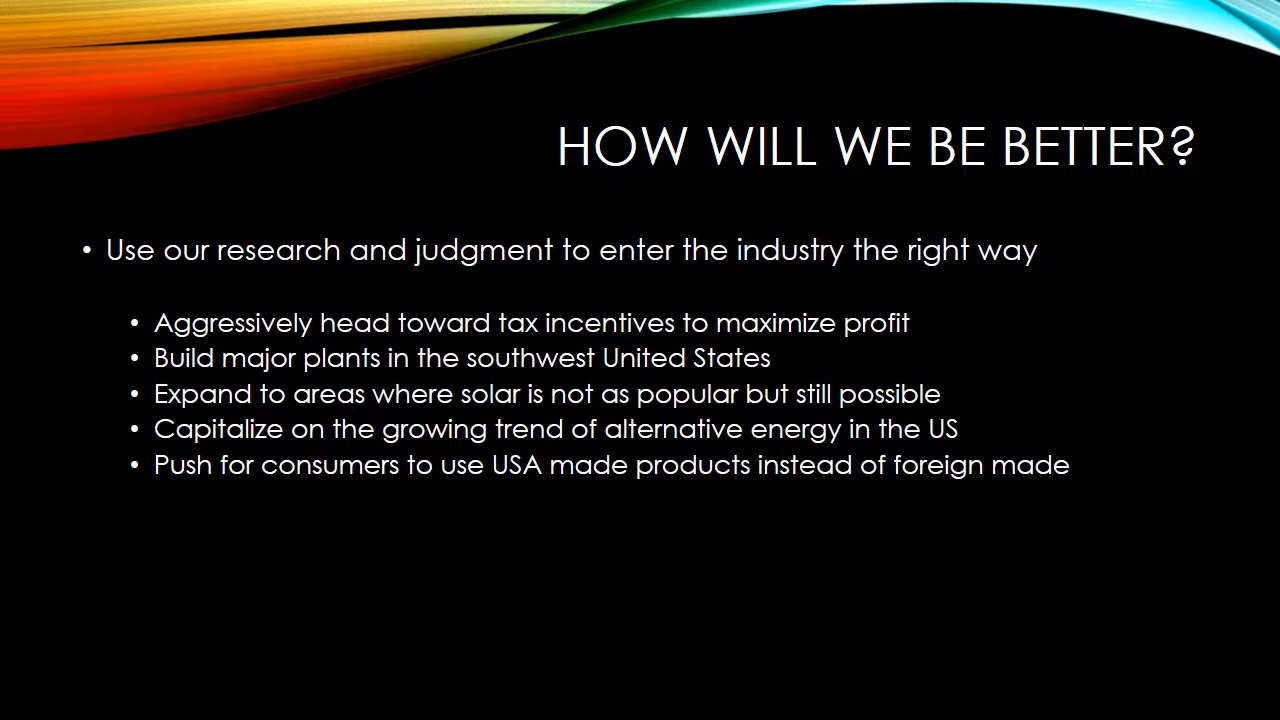 HOW WILL WE BE BETTER?
• Use our research and judgment to enter the industry the right way
• Aggressively head toward tax incentives to maximize profit
• Build major plants in the southwest United States
• Expand to areas where solar is not as popular but still possible
• Capitalize on the growing trend of alternative energy in the US
• Push for consumers to use USA made products instead of foreign made